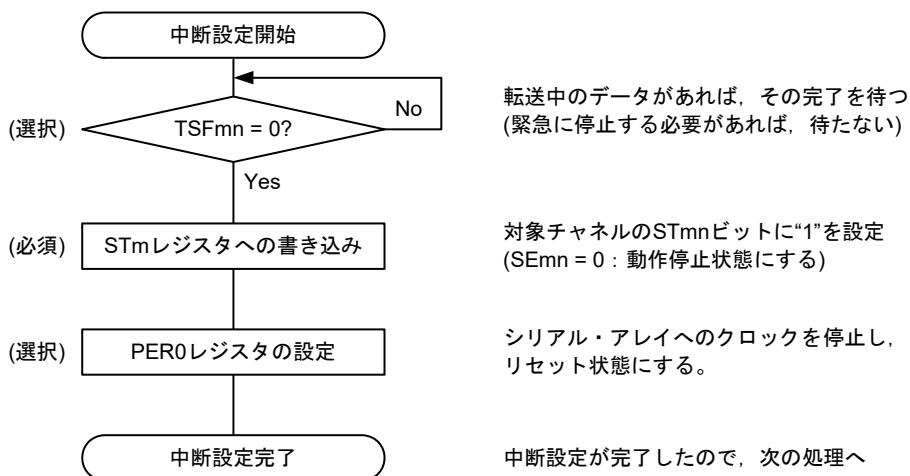 中断設定開始
No
転送中のデータがあれば，その完了を待つ
(選択)
TSFmn = 0?
(緊急に停止する必要があれば，待たない)
Yes
(必須)
STmレジスタへの書き込み
対象チャネルのSTmnビットに“1”を設定
(SEmn = 0 : 動作停止状態にする)
(選択)
PER0レジスタの設定
シリアル・アレイへのクロックを停止し，
リセット状態にする。
中断設定完了
中断設定が完了したので，次の処理へ